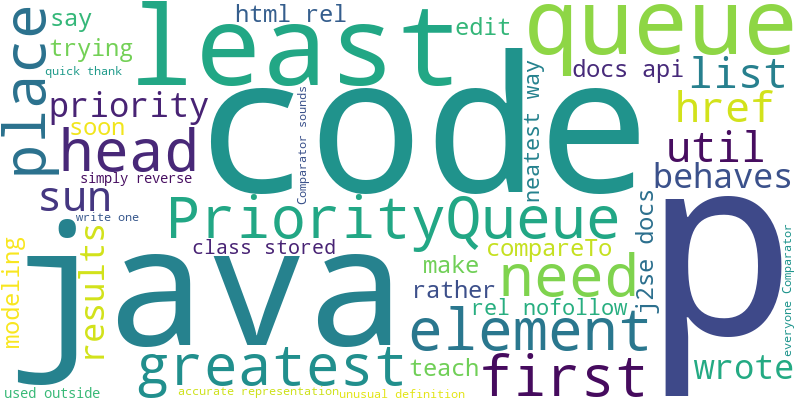 say
html rel
least
edit
queue
trying
quick thank
code
docs api
list
place
priority
soon
head
Comparator sounds
neatest way
href
util
simply reverse
sun
write one
PriorityQueue
behaves
p
java
class stored
compareTo
j2se docs
modeling
results
make
need
rather
rel nofollow
element
everyone Comparator
greatest
teach
first
wrote
used outside
accurate representation
unusual definition